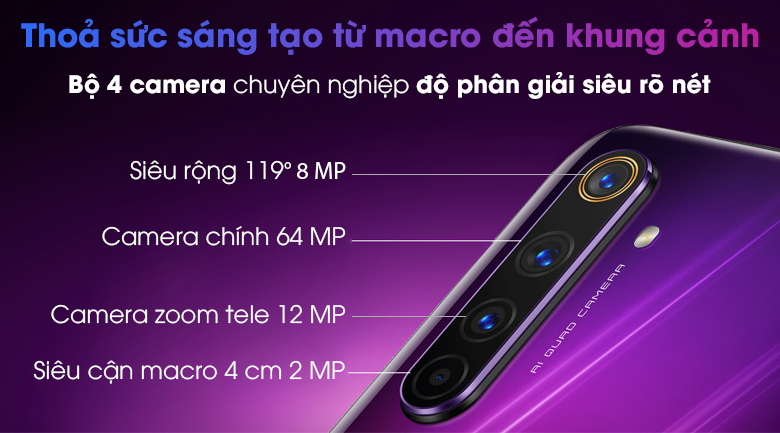 Thoả sức sáng tạo từ macro đến khung cảnh
Bộ 4 camera chuyên nghiệp độ phân giải siêu rõ nét
Siêu rộng 119° 8 MP
Camera chính 64 MP
Camera zoom tele 12 MP
Siêu cận macro 4 cm 2 MP
AI QUAD CAMERA